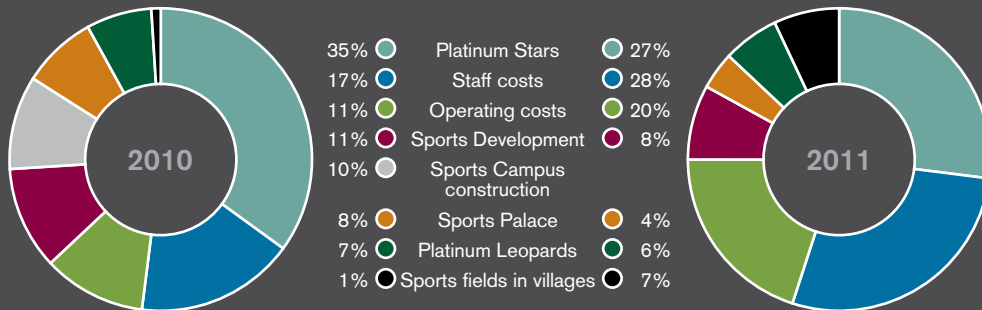 2010
35% Platinum Stars 27%
17% Staff costs 28%
11% Operating costs 20%
11% Sports Development 8%
10% Sports Campus
construction
8% Sports Palace 4%
7% Platinum Leopards 6%
1% Sports fields in villages 7%
2011